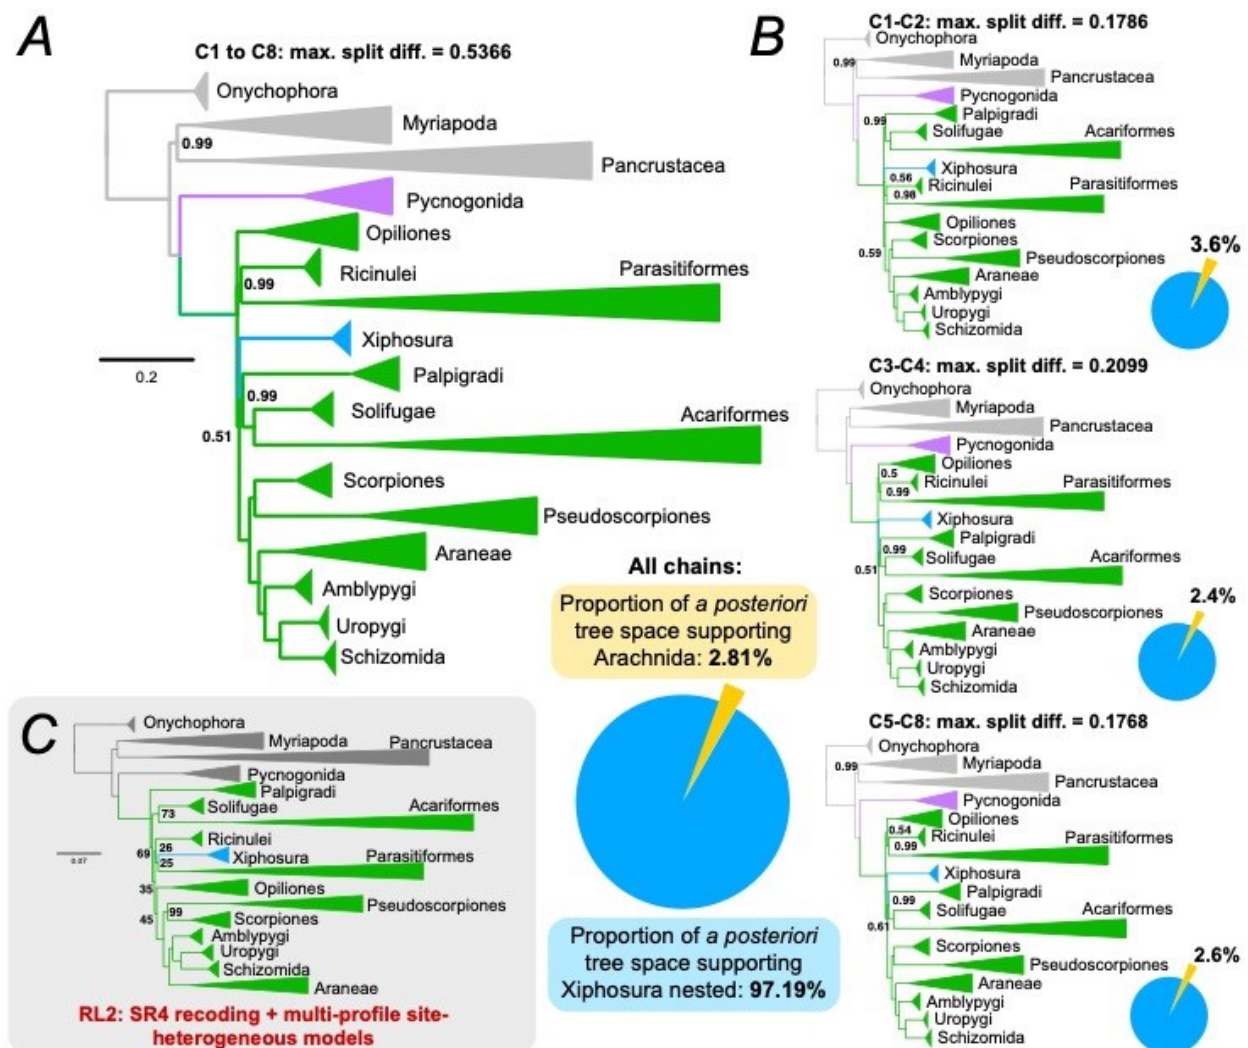 A
C1 to C8: max. split diff. = 0.5366
Onychophora
Myriapoda
0.99
Pancrustacea
Pycnogonida
Opiliones
Ricinulei
Parasitiformes
0.99
Xiphosura
0.2
Palpigradi
0.99
Solifugae
Acariformes
0.51
Scorpiones
Pseudoscorpiones
Araneae
Amblypygi
Uropygi
Schizomida
All chains:
Proportion of a posteriori
tree space supporting
Arachnida: 2.81%
Proportion of a posteriori
tree space supporting
Xiphosura nested: 97.19%
B
C1-C2: max. split diff. = 0.1786
Onychophora
0.99
Myriapoda
Pancrustacea
Pycnogonida
Palpigradi
0.99
Solifugae
Acariformes
Xiphosura
0.56
Ricinulei
Parasitiformes
0.98
Opiliones
Scorpiones
0.59
Pseudoscorpiones
3.6%
Araneae
Amblypygi
Uropygi
Schizomida
C3-C4: max. split diff. = 0.2099
Onychophora
Myriapoda
Pancrustacea
Pycnogonida
Opiliones
0.5
Ricinulei
Parasitiformes
0.99
Xiphosura
Palpigradi
0.99
Solifugae
Acariformes
0.51
Scorpiones
2.4%
Pseudoscorpiones
Araneae
Amblypygi
Uropygi
Schizomida
C5-C8: max. split diff. = 0.1768
Onychophora
0.99
Myriapoda
Pancrustacea
Pycnogonida
Opiliones
0.54
Ricinulei
Parasitiformes
0.99
Xiphosura
Palpigradi
0.99
Solifugae
Acariformes
0.61
Scorpiones
2.6%
Pseudoscorpiones
Araneae
Amblypygi
Uropygi
Schizomida
C
Onychophora
Myriapoda
Pancrustacea
Pycnogonida
Palpigradi
Solifugae
Acariformes
73
Ricinulei
26
69
Xiphosura
Parasitiformes
25
0.07
35
Opiliones
Pseudoscorpiones
99
45
Scorpiones
Amblypygi
Uropygi
Schizomida
Araneae
RL2: SR4 recoding + multi-profile site-
heterogeneous models